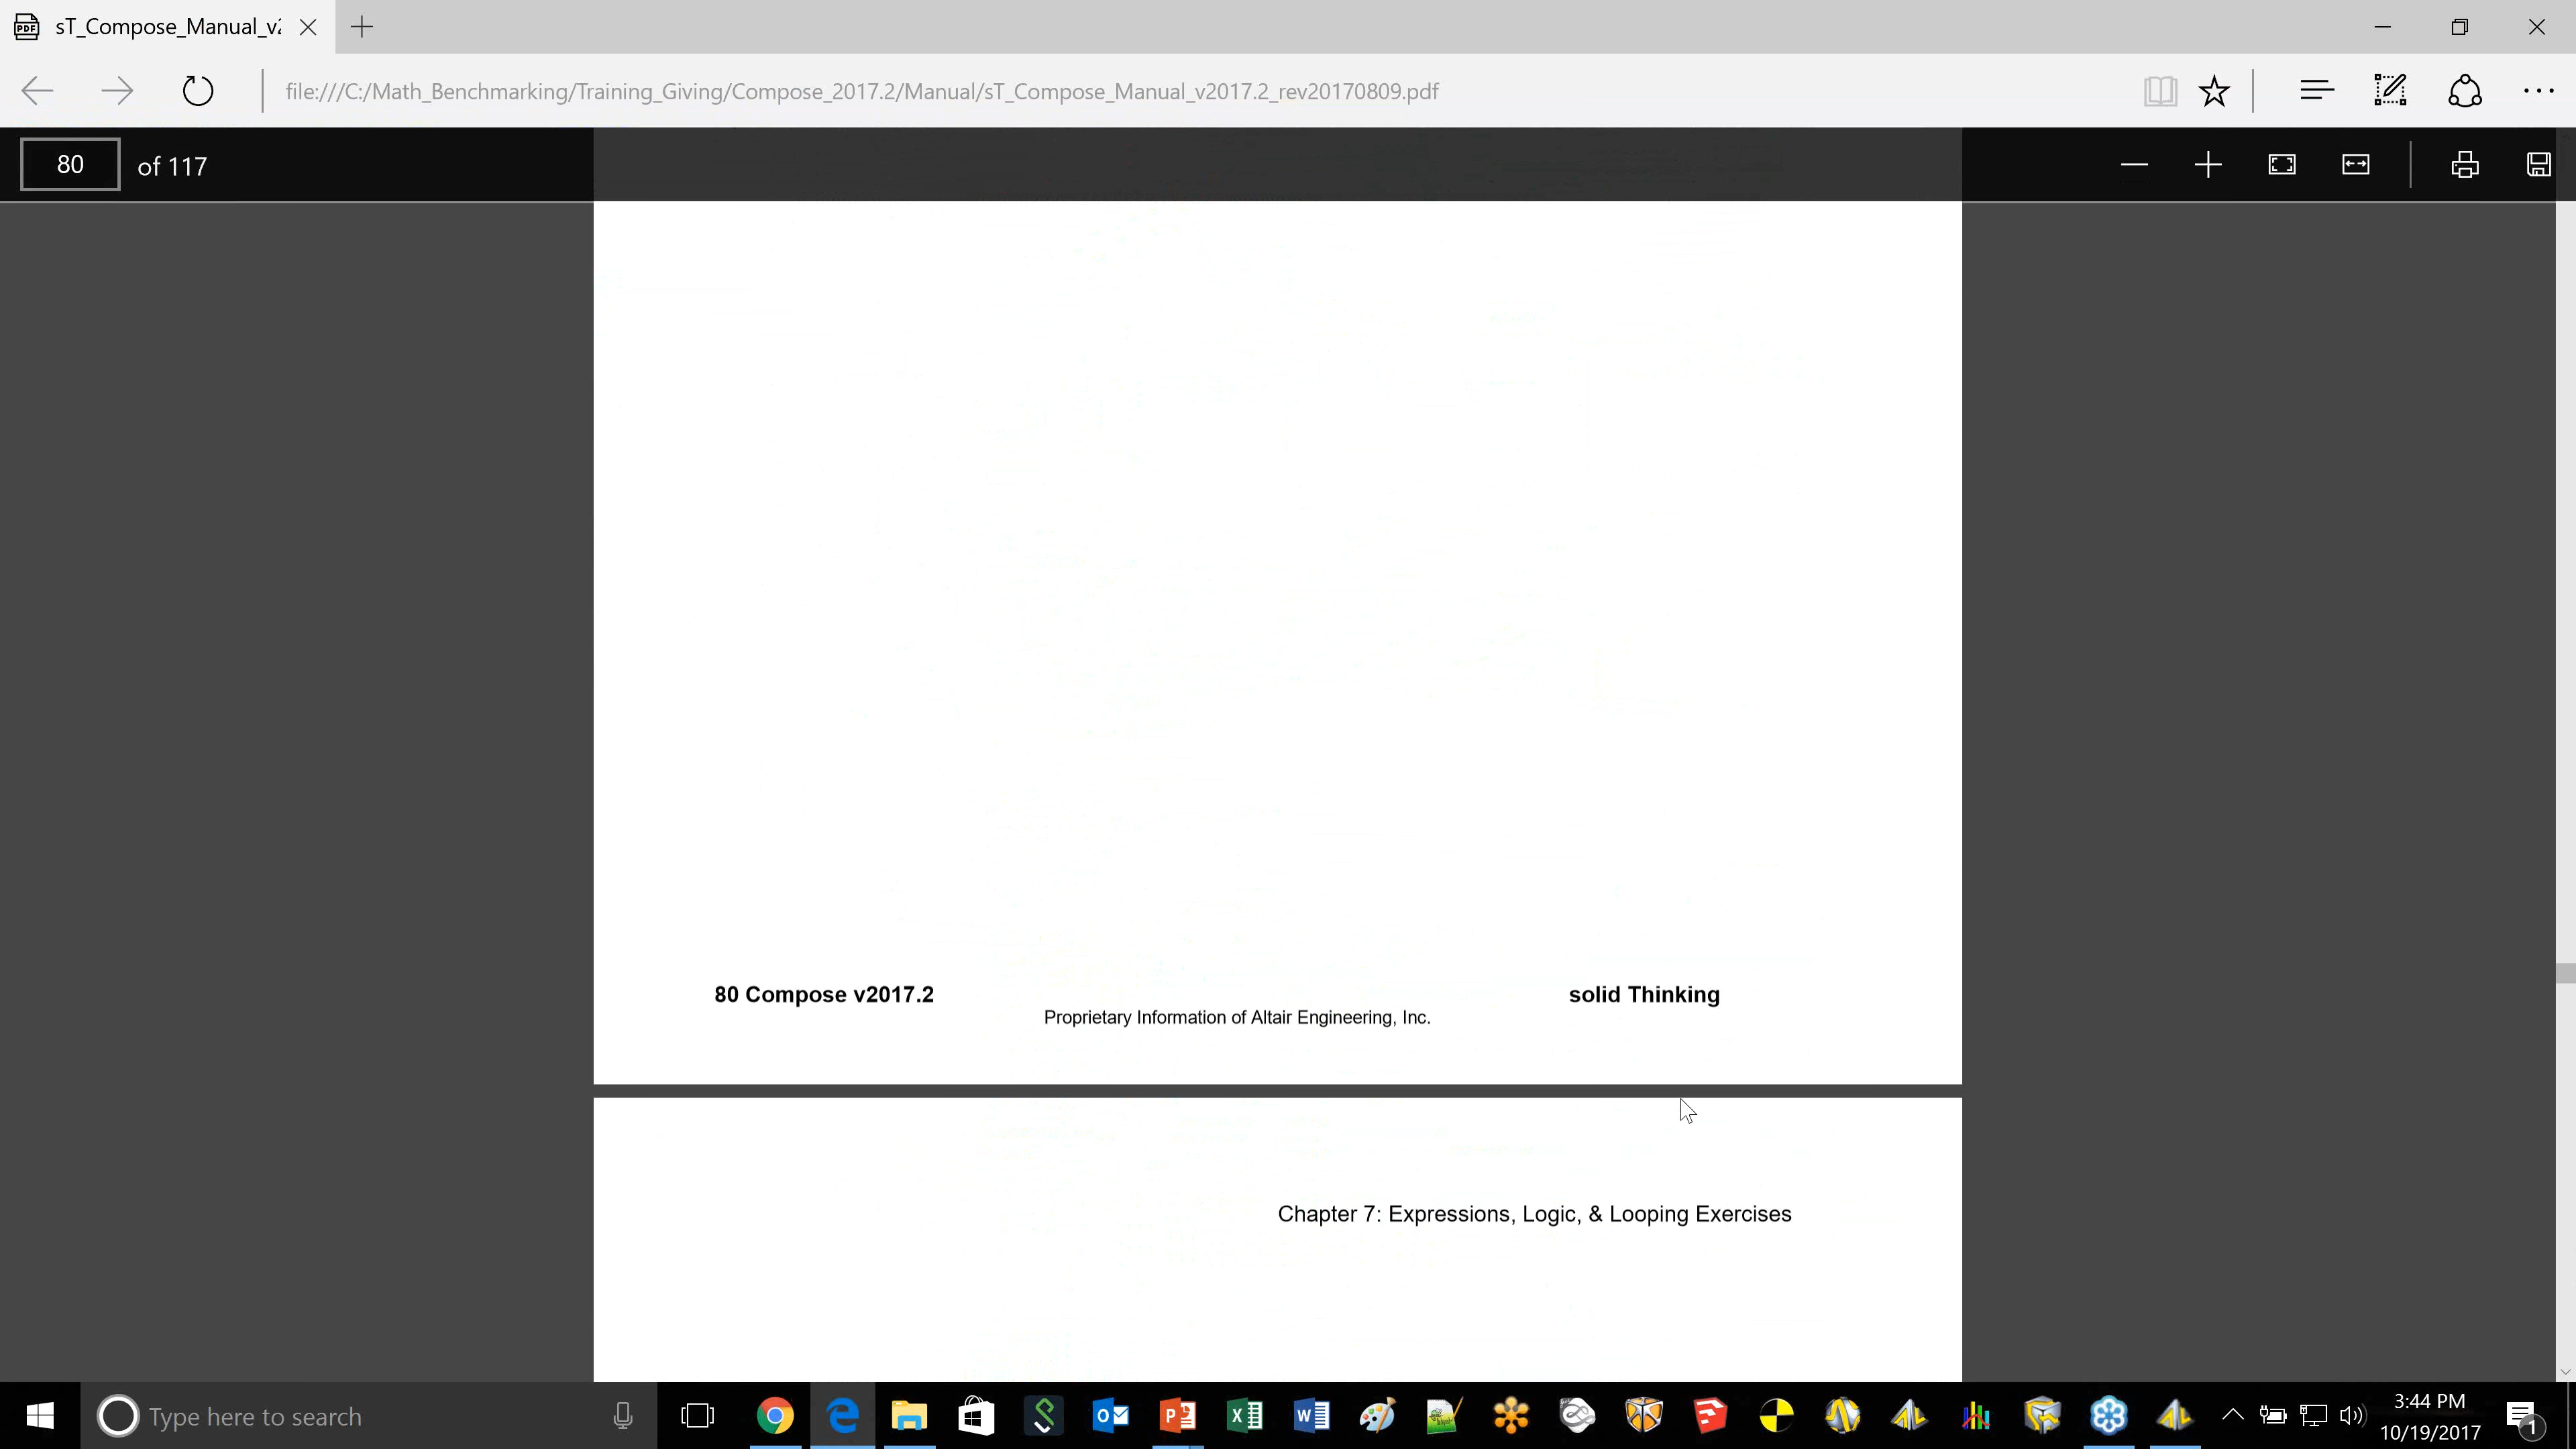 sT_Compose_Manual_v
file:///C:/Math_Benchmarking/Training_Giving/Compose_2017.2/Manual/sT_Compose_Manual_v2017.2_rev20170809.pdf
80 of 117
80 Compose v2017.2
solid Thinking
Proprietary Information of Altair Engineering, Inc.
Chapter 7: Expressions, Logic, & Looping Exercises
Type here to search
3:44 PM
10/19/2017
1